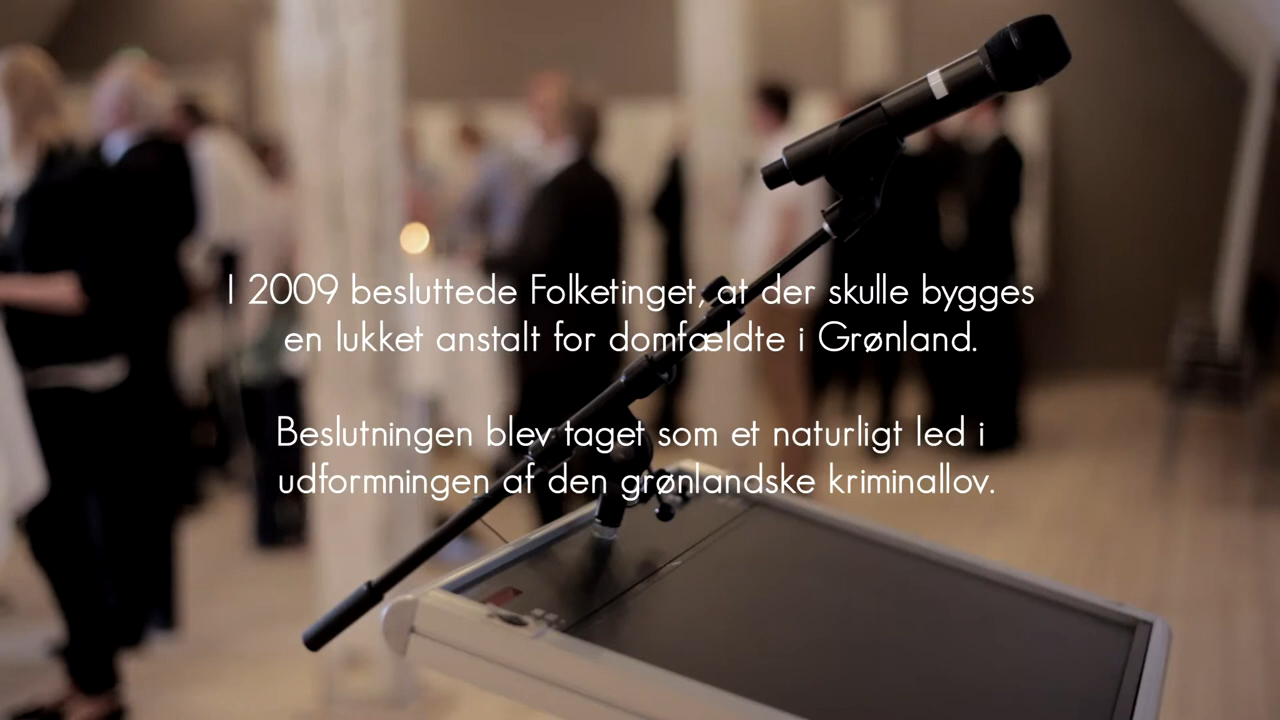 I 2009 besluttede Folketinget, at der skulle bygges
en lukket anstalt for domfældte i Grønland.
Beslutningen blev taget som et naturligt led i
udformningen af den grønlandske kriminallov.